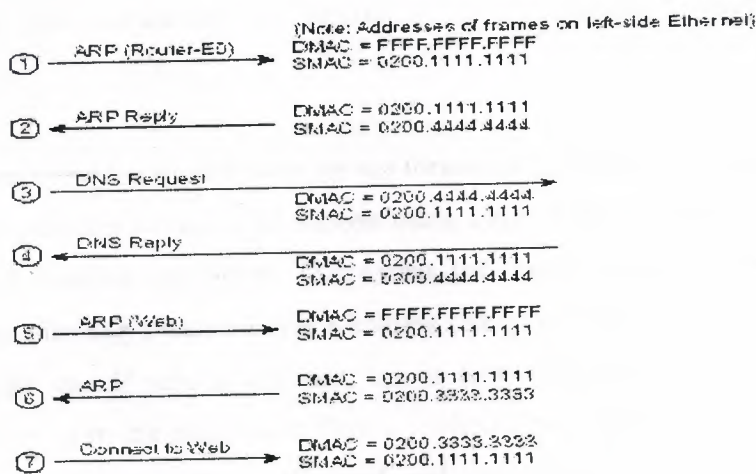 (Note: Addresses of frames on left-side Ethernet)
ARP (Router-E0)
DMAC = FFFF.FFFF.FFFF
1
SMAC = 0200.1111.1111
ARP Reply
DMAC = 0200.1111.1111
2
SMAC = 0200.4444.4444
DNS Request
3
DMAC = 0200.4444.4444
SMAC = 0200.1111.1111
DNS Reply
4
DMAC = 0200.1111.1111
SMAC = 0200.4444.4444
ARP (Web)
DMAC = FFFF.FFFF.FFFF
5
SMAC = 0200.1111.1111
ARP
DMAC = 0200.1111.1111
6
SMAC = 0200.3333.3333
Connect to Web
DMAC = 0200.3333.3333
7
SMAC = 0200.1111.1111